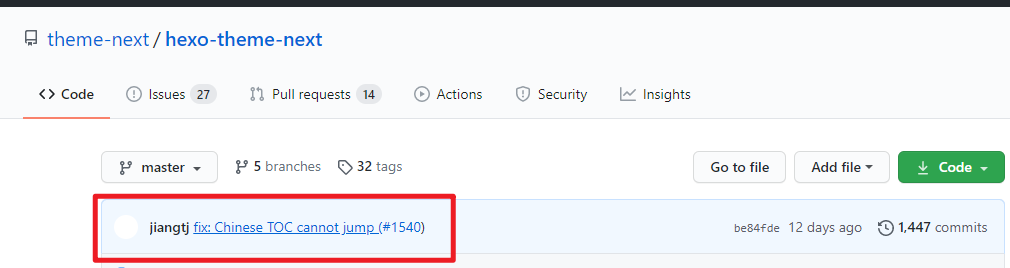 theme-next / hexo-theme-next
Code Issues 27 Pull requests 14 Actions Security Insights
master 5 branches 32 tags Go to file Add file Code
jiangtj fix: Chinese TOC cannot jump (#1540) be84fde 12 days ago 1,447 commits